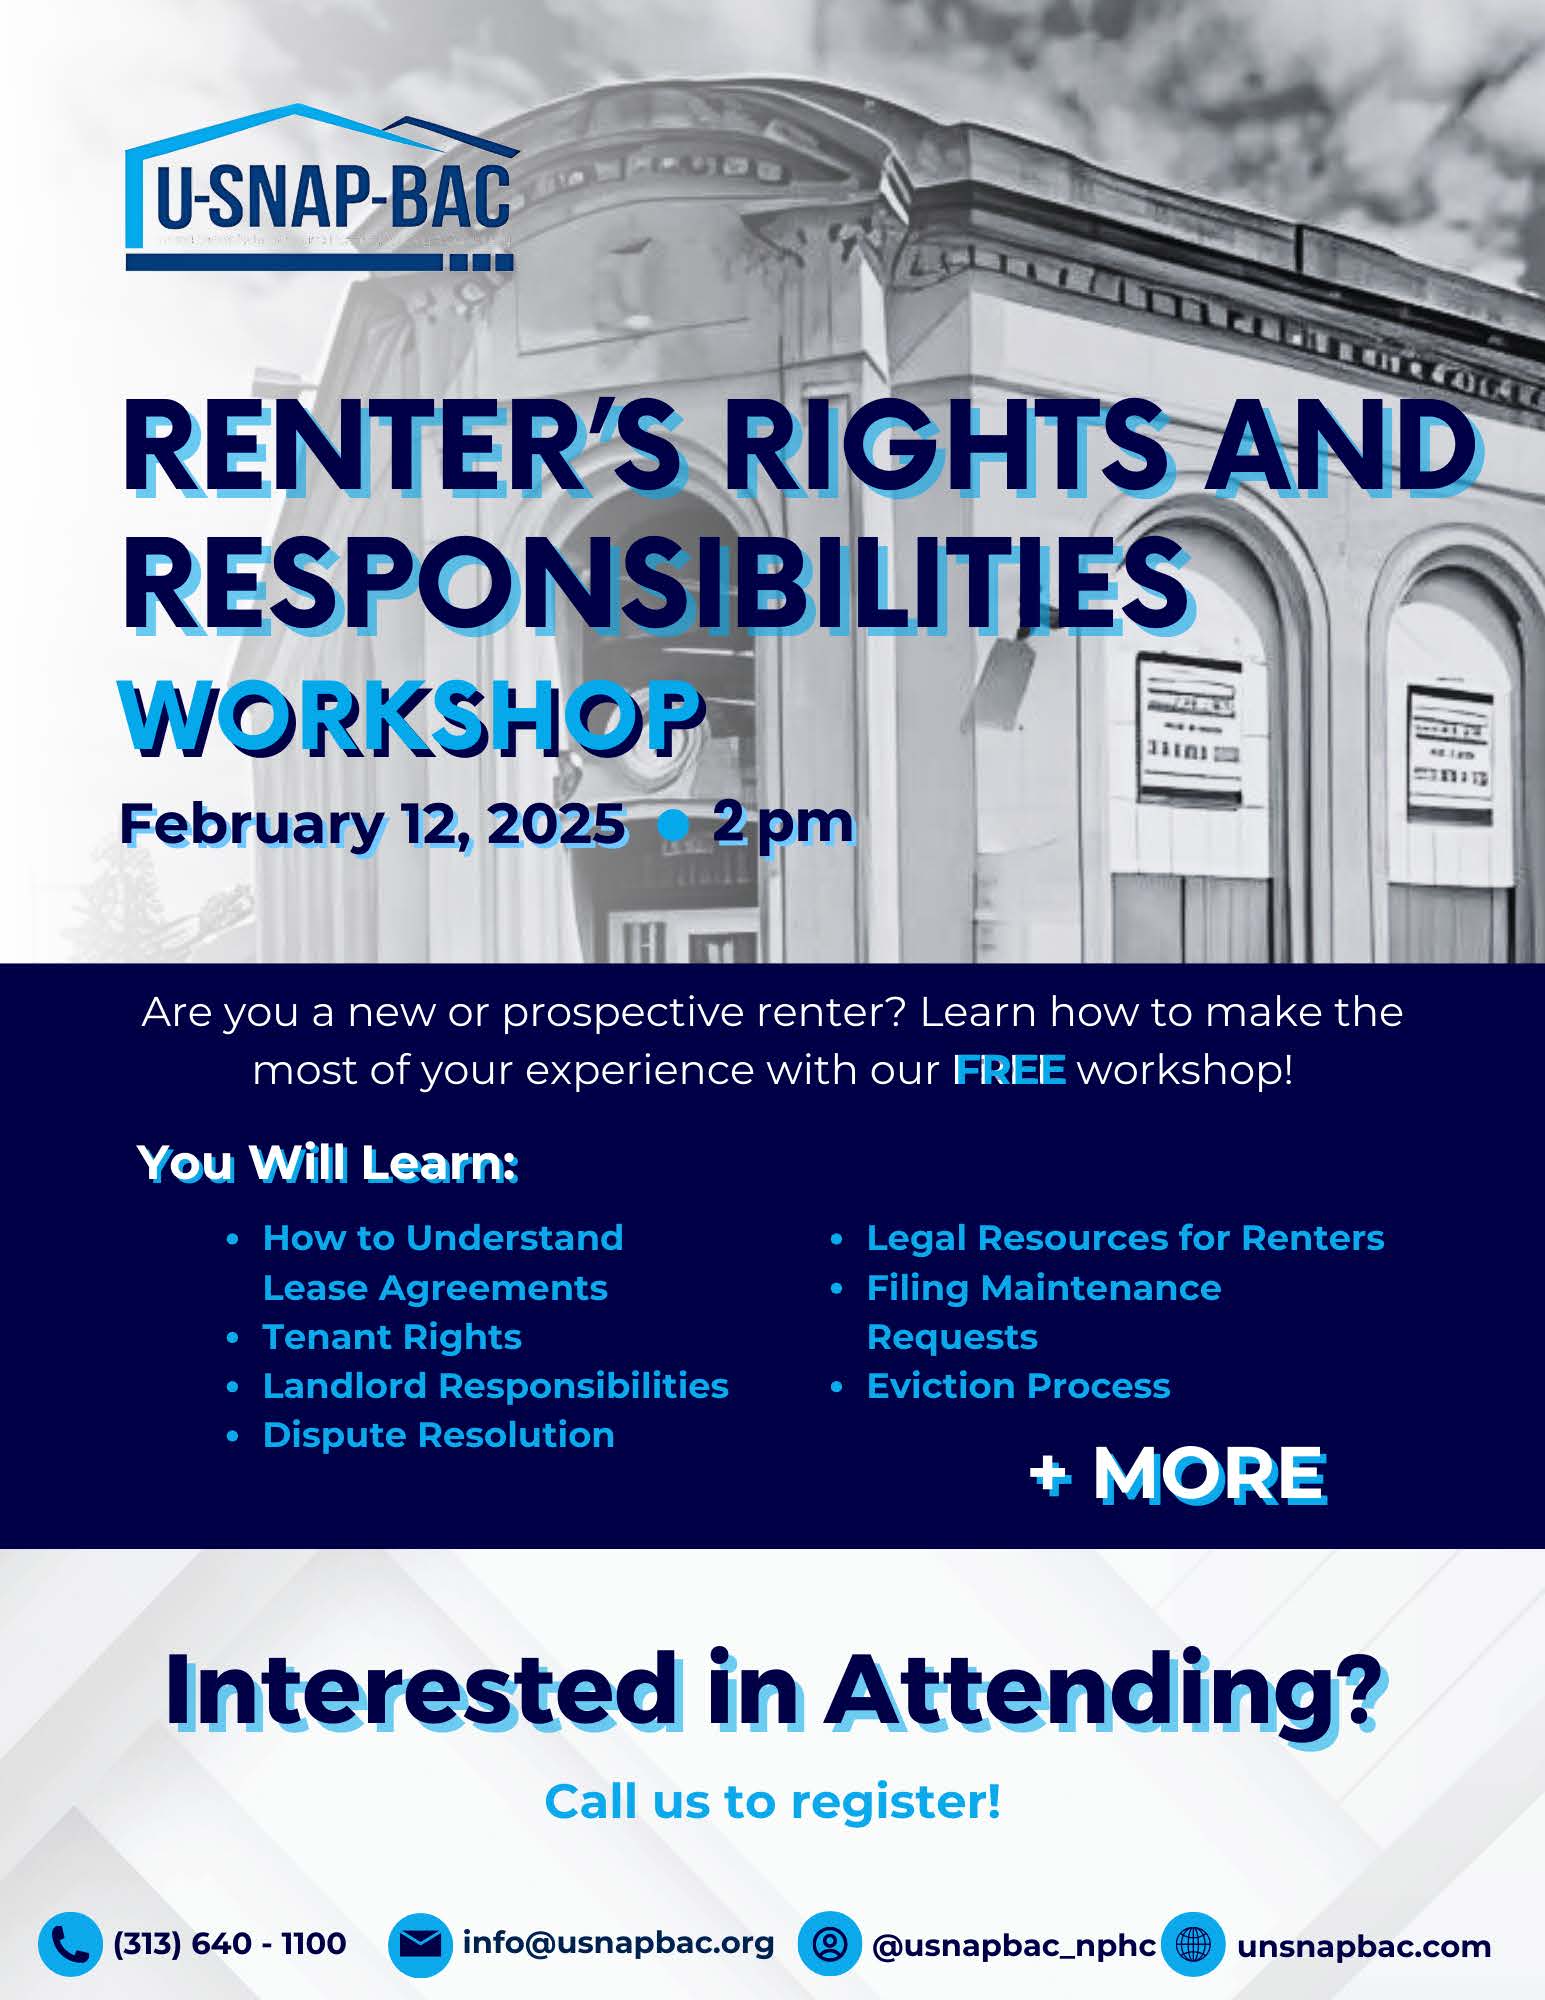 U-SNAP-BAC
RENTER'S RIGHTS AND
RESPONSIBILITIES
WORKSHOP
February 12, 2025 • 2 pm
Are you a new or prospective renter? Learn how to make the
most of your experience with our FREE workshop!
You Will Learn:
• How to Understand
Lease Agreements
• Tenant Rights
• Landlord Responsibilities
• Dispute Resolution
• Legal Resources for Renters
• Filing Maintenance
Requests
• Eviction Process
+ MORE
Interested in Attending?
Call us to register!
(313) 640 - 1100
info@usnapbac.org
@usnapbac_nphc
unsnapbac.com